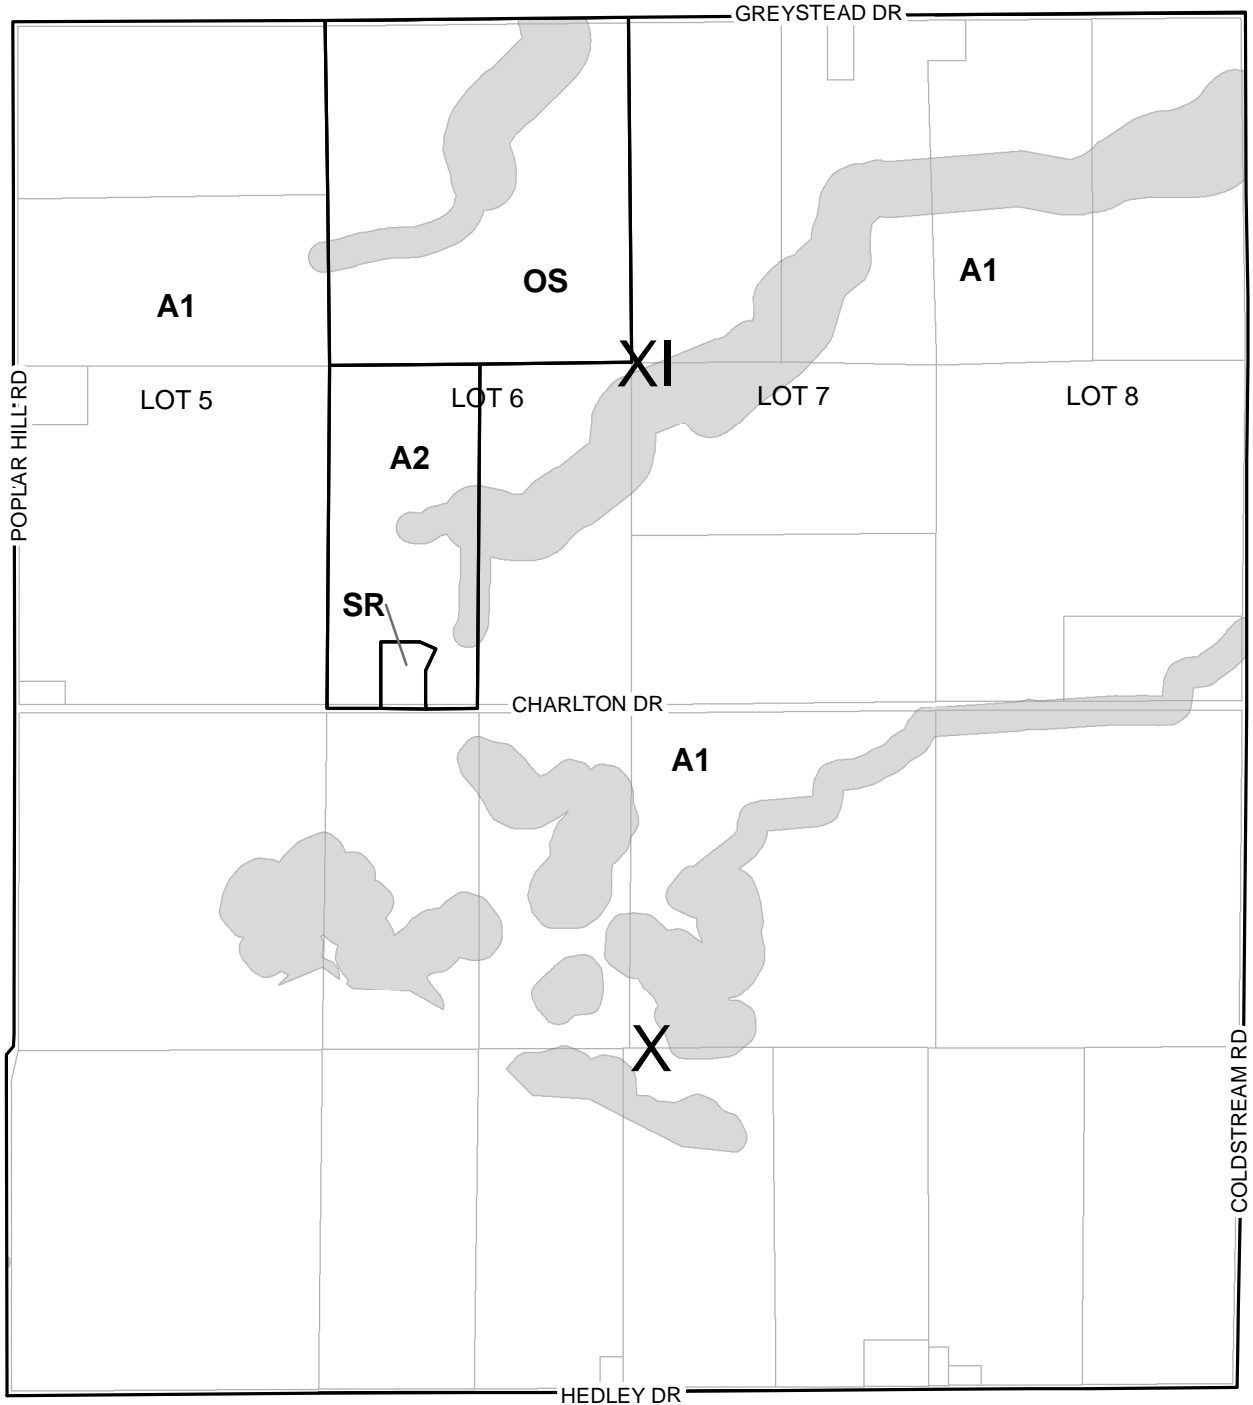 GREYSTEAD DR
A1
OS
A1
XI
POPLAR HILL RD
LOT 5
LOT 6
LOT 7
LOT 8
A2
SR
CHARLTON DR
A1
X
COLDSTREAM RD
HEDLEY DR